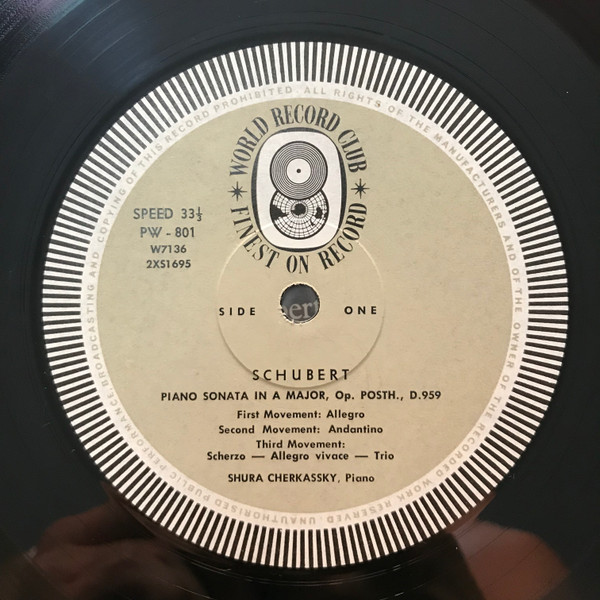 UNAUTHORISED PUBLIC PERFORMANCE/BROADCASTING AND COPYING OF THIS RECORD PROHIBITED. ALL RIGHTS OF THE MANUFACTURERS AND OF THE OWNER OF THE RECORDED WORK RESERVED
WORLD RECORD CLUB
FINEST ON RECORD
SPEED 33⅓
PW - 801
W7136
2XS1695
SIDE ONE
SCHUBERT
PIANO SONATA IN A MAJOR, Op. POSTH., D.959
First Movement: Allegro
Second Movement: Andantino
Third Movement:
Scherzo — Allegro vivace — Trio
SHURA CHERKASSKY, Piano